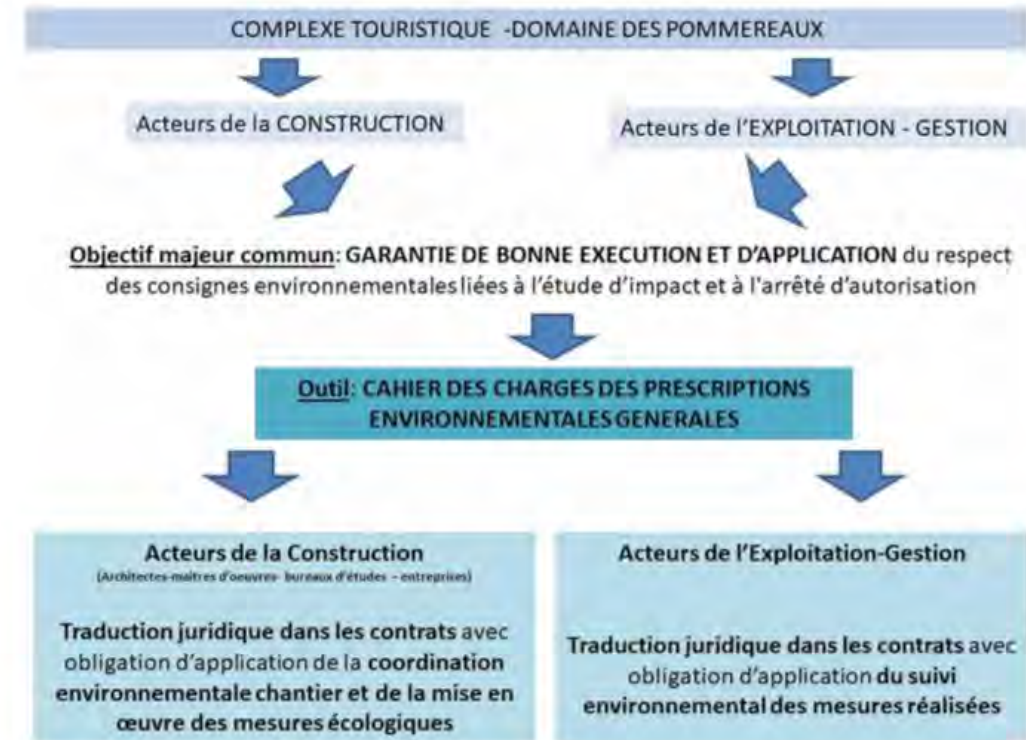 COMPLEXE TOURISTIQUE -DOMAINE DES POMMEREAUX
Acteurs de la CONSTRUCTION
Acteurs de l'EXPLOITATION - GESTION
Objectif majeur commun: GARANTIE DE BONNE EXECUTION ET D'APPLICATION du respect
des consignes environnementales liées à l'étude d'impact et à l'arrêté d'autorisation
Outil: CAHIER DES CHARGES DES PRESCRIPTIONS
ENVIRONNEMENTALES GENERALES
Acteurs de la Construction
(Architectes-maîtres d'oeuvres- bureaux d'études – entreprises)
Traduction juridique dans les contrats avec
obligation d'application de la coordination
environnementale chantier et de la mise en
œuvre des mesures écologiques
Acteurs de l'Exploitation-Gestion
Traduction juridique dans les contrats avec
obligation d'application du suivi
environnemental des mesures réalisées